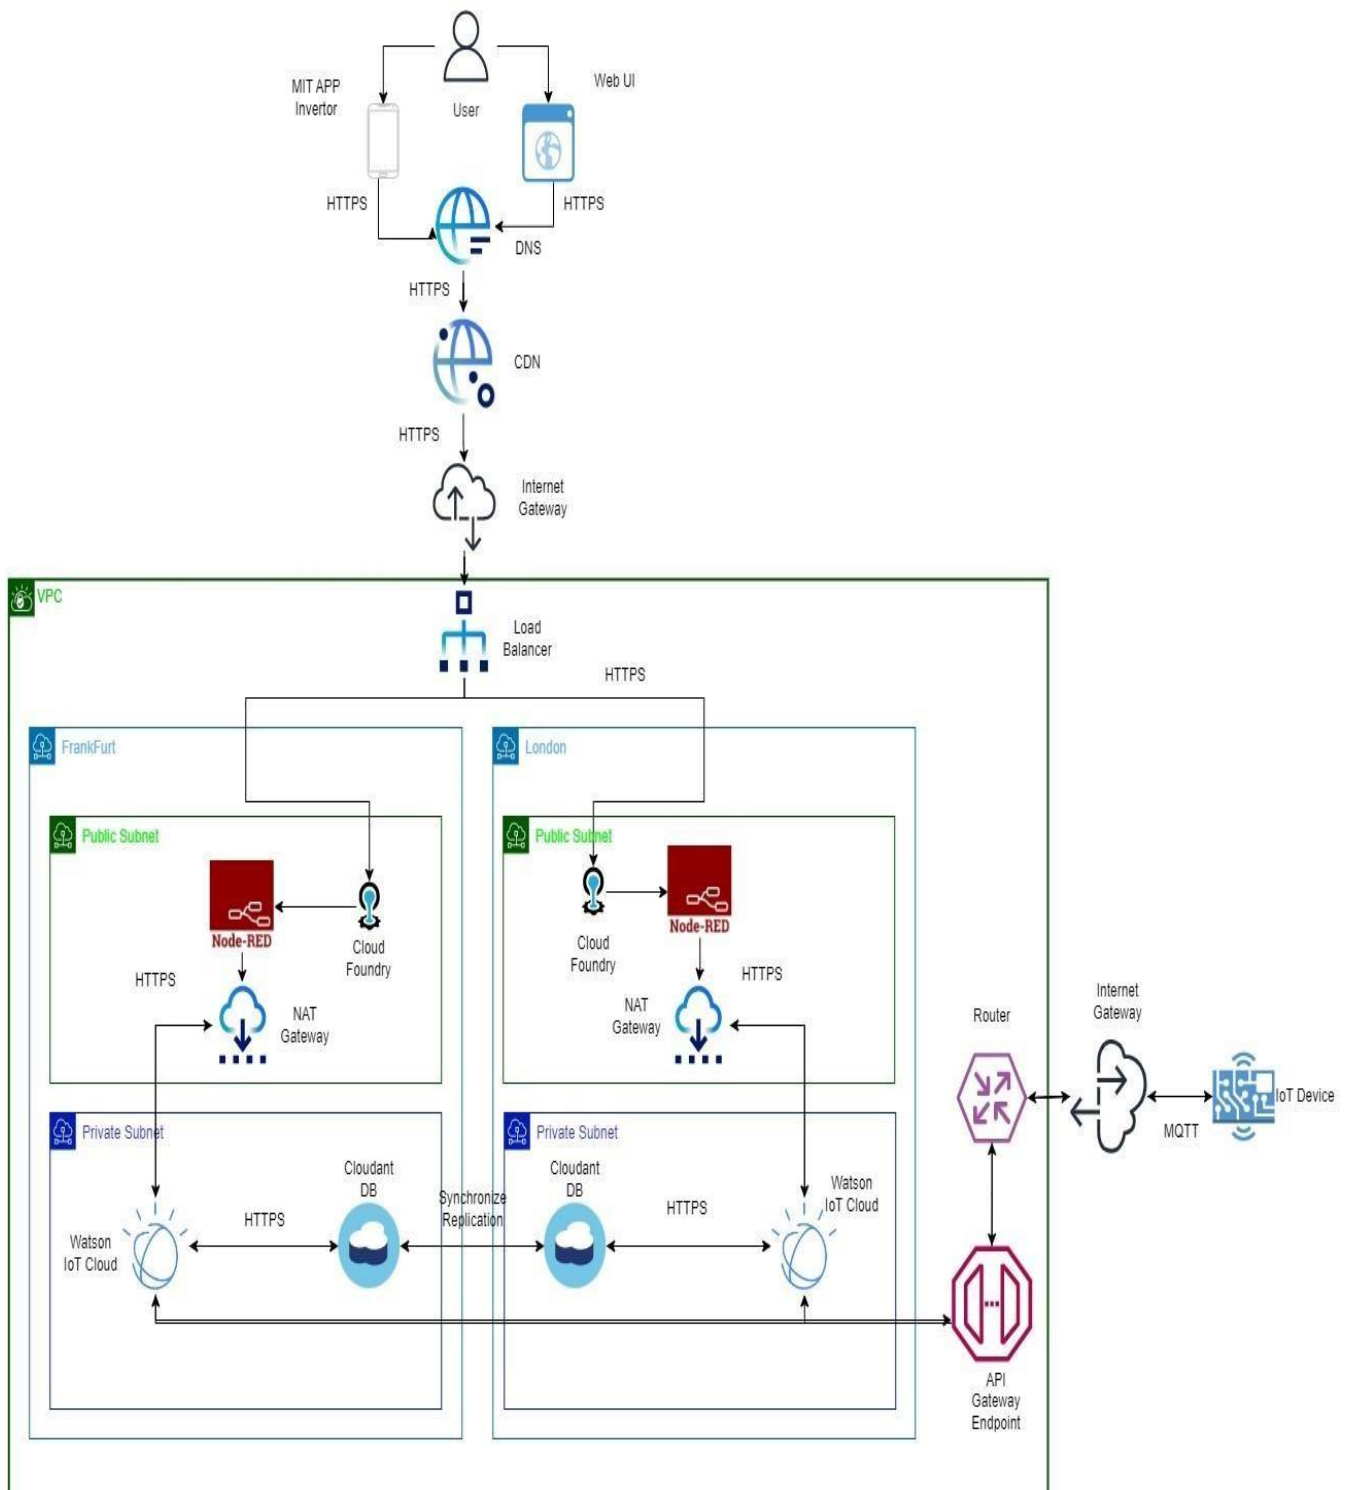 MIT APP
Invertor
User
Web UI
HTTPS
HTTPS
DNS
HTTPS
CDN
HTTPS
Internet
Gateway
VPC
Load
Balancer
HTTPS
FrankFurt
London
Public Subnet
Public Subnet
Node-RED
Cloud
Foundry
Cloud
Foundry
Node-RED
HTTPS
NAT
Gateway
NAT
Gateway
HTTPS
Router
Internet
Gateway
IoT Device
MQTT
Private Subnet
Private Subnet
Watson
IoT Cloud
HTTPS
Cloudant
DB
Synchronize
Replication
Cloudant
DB
HTTPS
Watson
IoT Cloud
API
Gateway
Endpoint